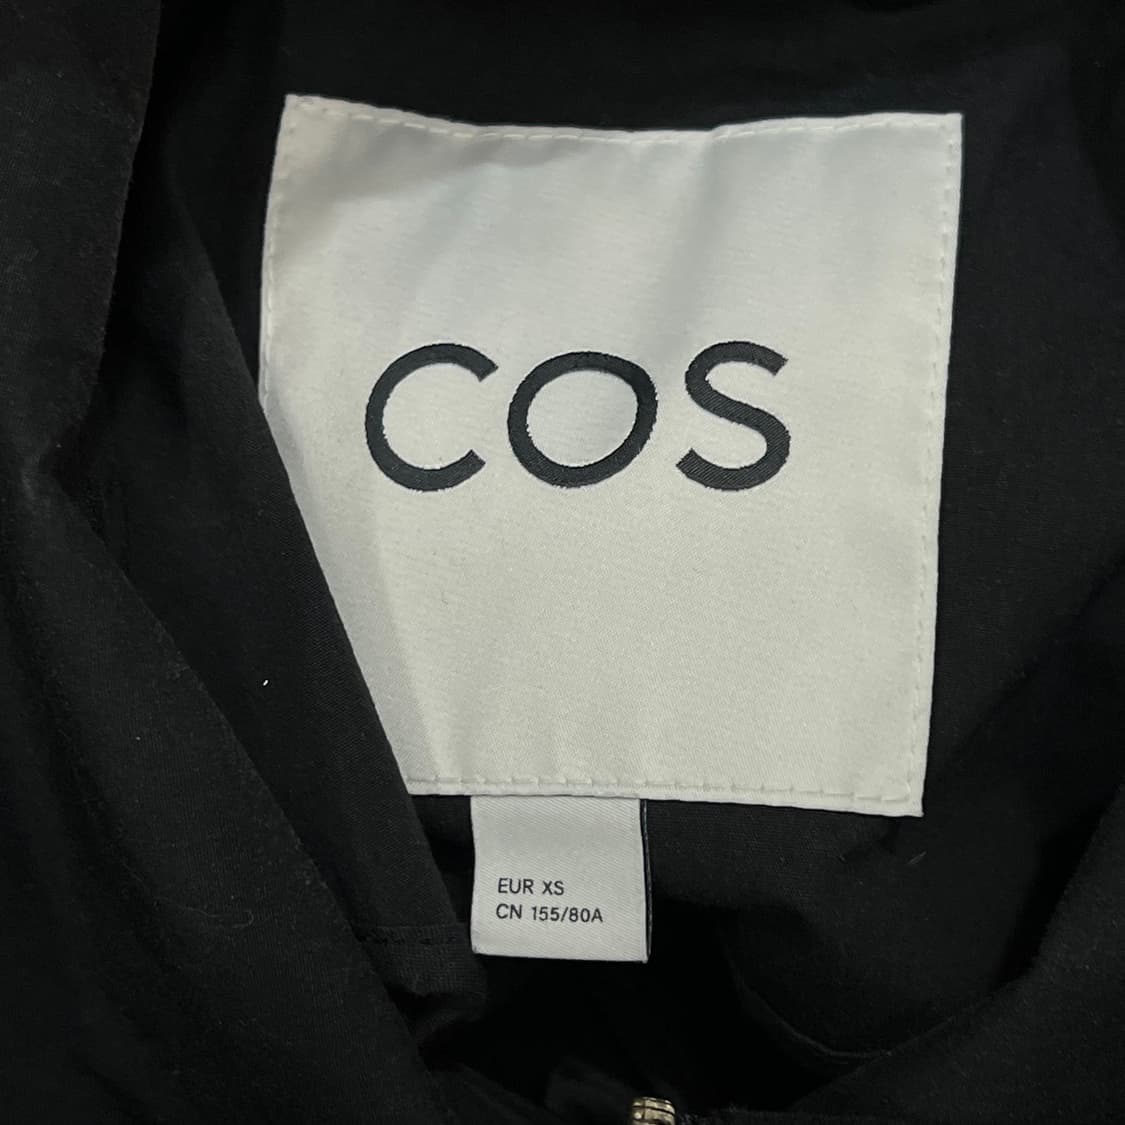 COS
EUR XS
CN 155/80A